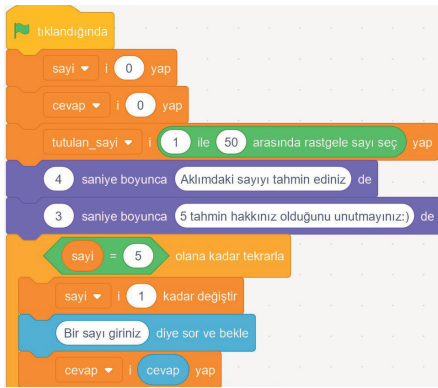 tıklandığında
sayi i 0 yap
cevap i 0 yap
tutulan_sayi i 1 ile 50 arasında rastgele sayı seç yap
4 saniye boyunca Aklımdaki sayıyı tahmin ediniz de
3 saniye boyunca 5 tahmin hakkınız olduğunu unutmayınız:) de
sayi = 5 olana kadar tekrarla
sayi i 1 kadar değiştir
Bir sayı giriniz diye sor ve bekle
cevap i cevap yap